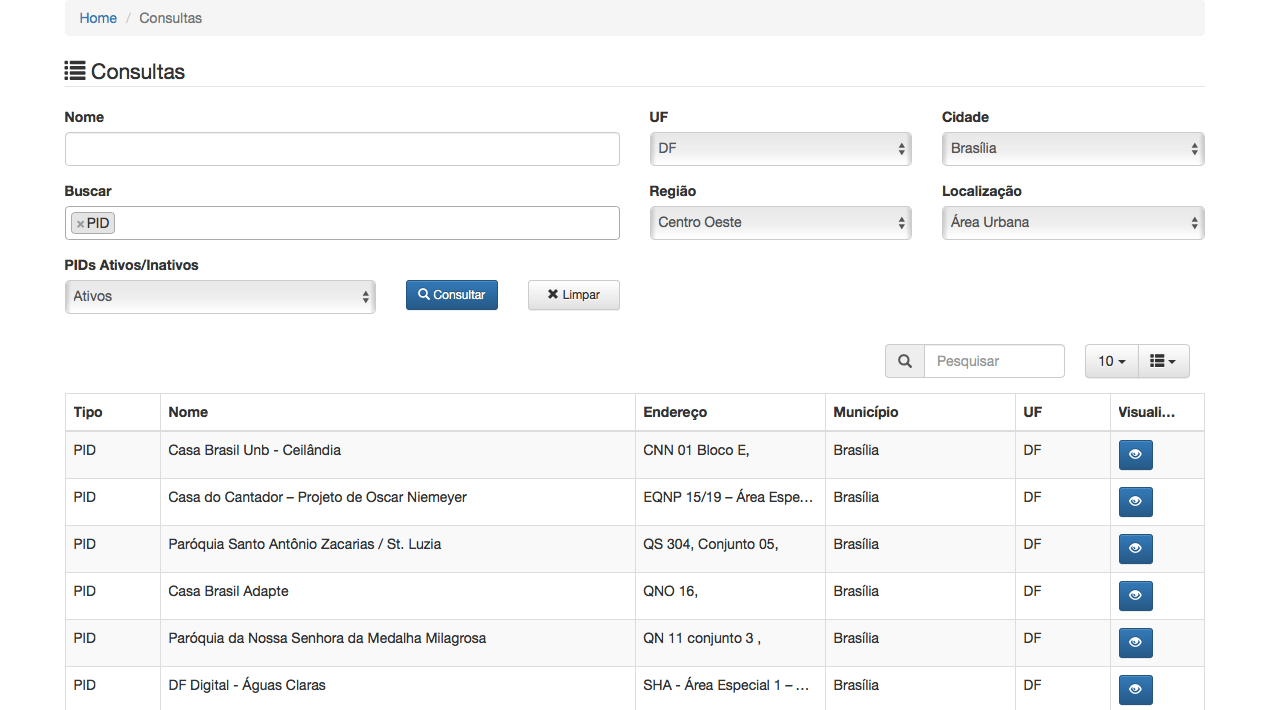 Home / Consultas
Consultas
Nome UF Cidade
DF Brasília
Buscar Região Localização
×PID Centro Oeste Área Urbana
PIDs Ativos/Inativos
Ativos Consultar Limpar
Pesquisar 10
Tipo Nome Endereço Município UF Visuali...
PID Casa Brasil Unb - Ceilândia CNN 01 Bloco E, Brasília DF
PID Casa do Cantador – Projeto de Oscar Niemeyer EQNP 15/19 – Área Espe... Brasília DF
PID Paróquia Santo Antônio Zacarias / St. Luzia QS 304, Conjunto 05, Brasília DF
PID Casa Brasil Adapte QNO 16, Brasília DF
PID Paróquia da Nossa Senhora da Medalha Milagrosa QN 11 conjunto 3 , Brasília DF
PID DF Digital - Águas Claras SHA - Área Especial 1 – ... Brasília DF